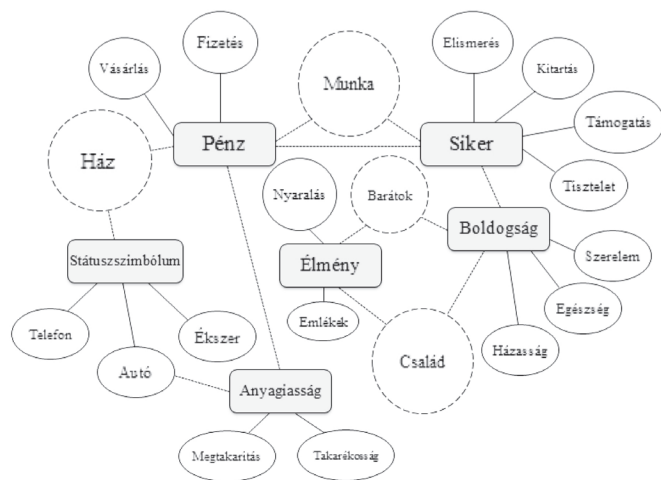 Fizetés
Elismerés
Vásárlás
Kitartás
Munka
Támogatás
Pénz
Siker
Ház
Tisztelet
Nyaralás
Barátok
Boldogság
Státuszszimbólum
Élmény
Szerelem
Emlékek
Egészség
Telefon
Ékszer
Házasság
Család
Autó
Anyagiasság
Megtakarítás
Takarékosság